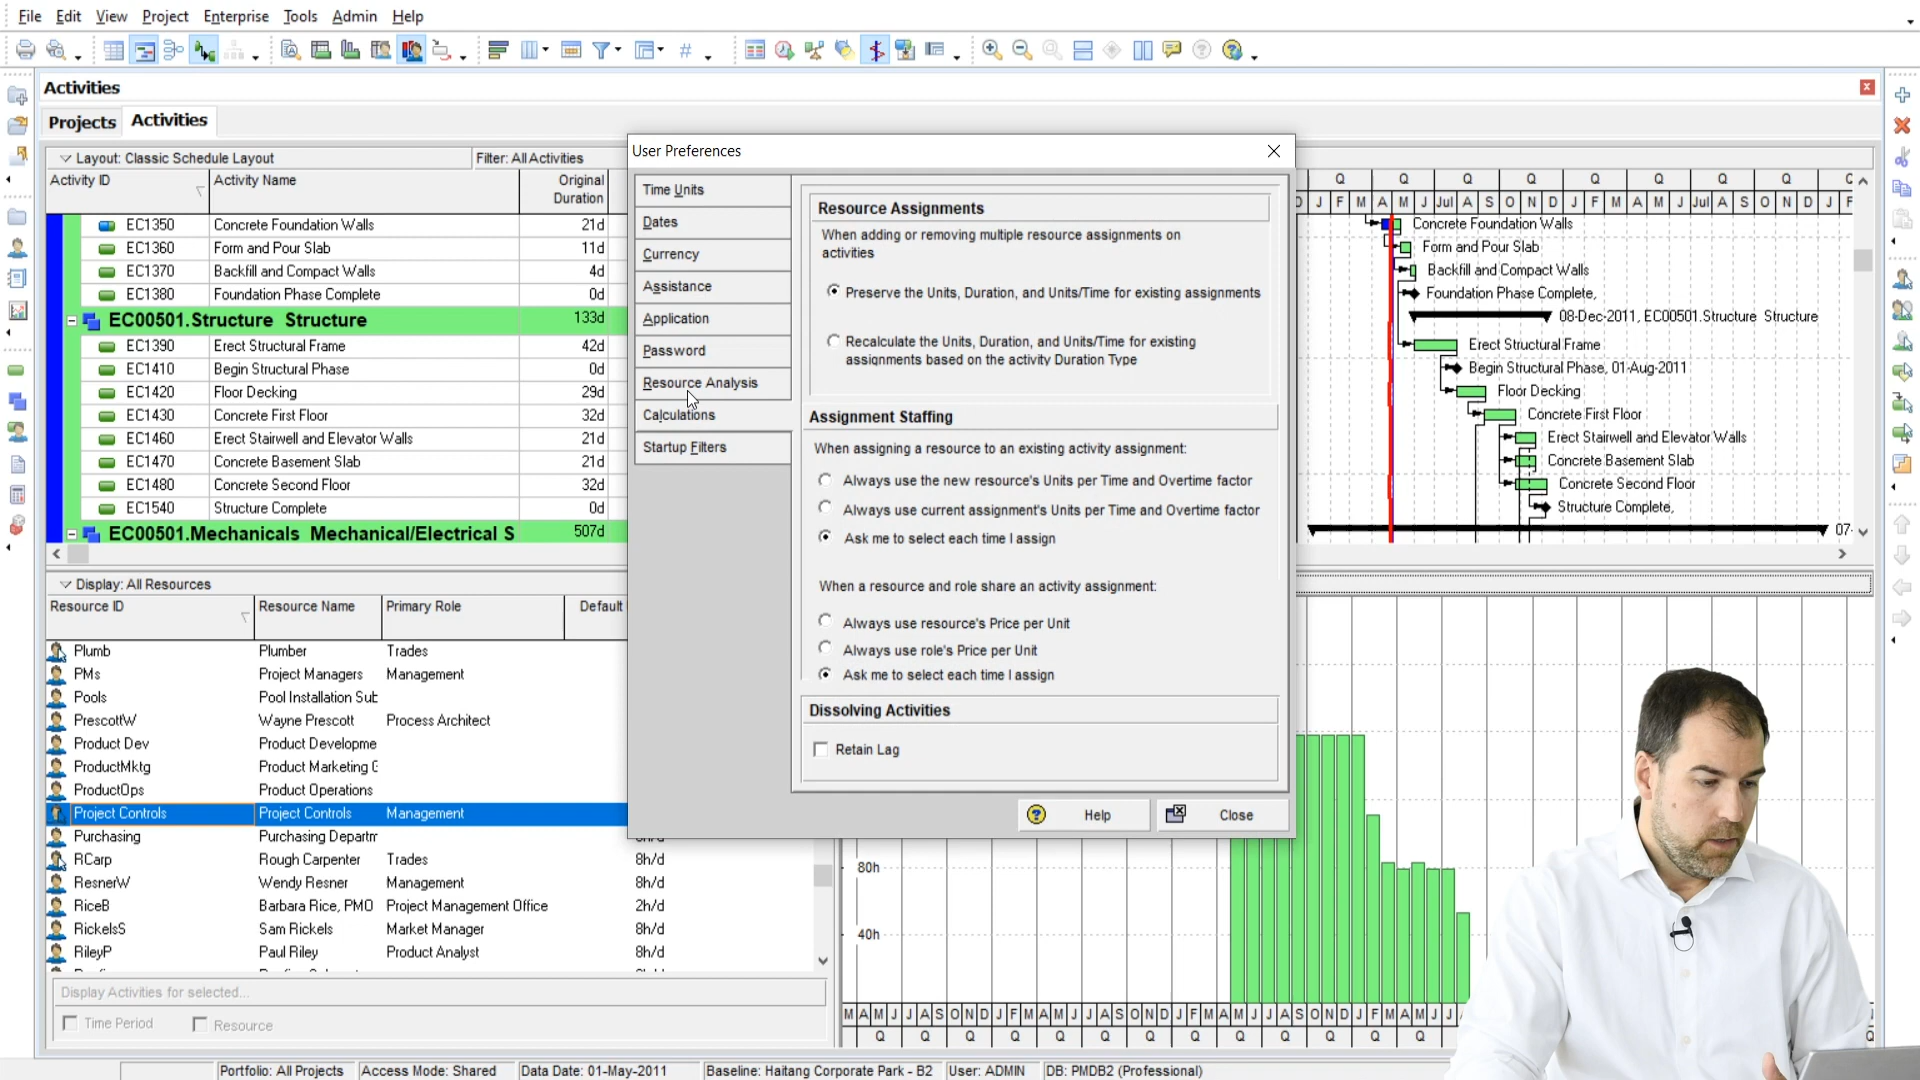 File Edit View Project Enterprise Tools Admin Help
Activities
Projects Activities
Layout: Classic Schedule Layout Filter: All Activities
Activity ID Activity Name Original Duration
EC1350 Concrete Foundation Walls 21d
EC1360 Form and Pour Slab 11d
EC1370 Backfill and Compact Walls 4d
EC1380 Foundation Phase Complete 0d
EC00501.Structure Structure 133d
EC1390 Erect Structural Frame 42d
EC1410 Begin Structural Phase 0d
EC1420 Floor Decking 29d
EC1430 Concrete First Floor 32d
EC1460 Erect Stairwell and Elevator Walls 21d
EC1470 Concrete Basement Slab 21d
EC1480 Concrete Second Floor 32d
EC1540 Structure Complete 0d
EC00501.Mechanicals Mechanical/Electrical S 507d
Q Q Q Q Q Q Q Q
D J F M A M J Jul A S O N D J F M A M J Jul A S O N D J F
Concrete Foundation Walls
Form and Pour Slab
Backfill and Compact Walls
Foundation Phase Complete,
08-Dec-2011, EC00501.Structure Structure
Erect Structural Frame
Begin Structural Phase, 01-Aug-2011
Floor Decking
Concrete First Floor
Erect Stairwell and Elevator Walls
Concrete Basement Slab
Concrete Second Floor
Structure Complete,
07-
User Preferences
Time Units
Dates
Currency
Assistance
Application
Password
Resource Analysis
Calculations
Startup Filters
Resource Assignments
When adding or removing multiple resource assignments on
activities
Preserve the Units, Duration, and Units/Time for existing assignments
Recalculate the Units, Duration, and Units/Time for existing
assignments based on the activity Duration Type
Assignment Staffing
When assigning a resource to an existing activity assignment:
Always use the new resource's Units per Time and Overtime factor
Always use current assignment's Units per Time and Overtime factor
Ask me to select each time I assign
When a resource and role share an activity assignment:
Always use resource's Price per Unit
Always use role's Price per Unit
Ask me to select each time I assign
Dissolving Activities
Retain Lag
Help Close
Display: All Resources
Resource ID Resource Name Primary Role Default
Plumb Plumber Trades
PMs Project Managers Management
Pools Pool Installation Sub
PrescottW Wayne Prescott Process Architect
Product Dev Product Developme
ProductMktg Product Marketing
ProductOps Product Operations
Project Controls Project Controls Management
Purchasing Purchasing Departm
RCarp Rough Carpenter Trades 8h/d
ResnerW Wendy Resner Management 8h/d
RiceB Barbara Rice, PMO Project Management Office 2h/d
RickelsS Sam Rickels Market Manager 8h/d
RileyP Paul Riley Product Analyst 8h/d
Display Activities for selected...
Time Period Resource
80h
40h
M A M J J A S O N D J F M A M J J A S O N D J F M A M J J A S O N D J F M A M J J
Q Q Q Q Q Q Q Q Q Q Q Q Q Q
Portfolio: All Projects Access Mode: Shared Data Date: 01-May-2011 Baseline: Haitang Corporate Park - B2 User: ADMIN DB: PMDB2 (Professional)